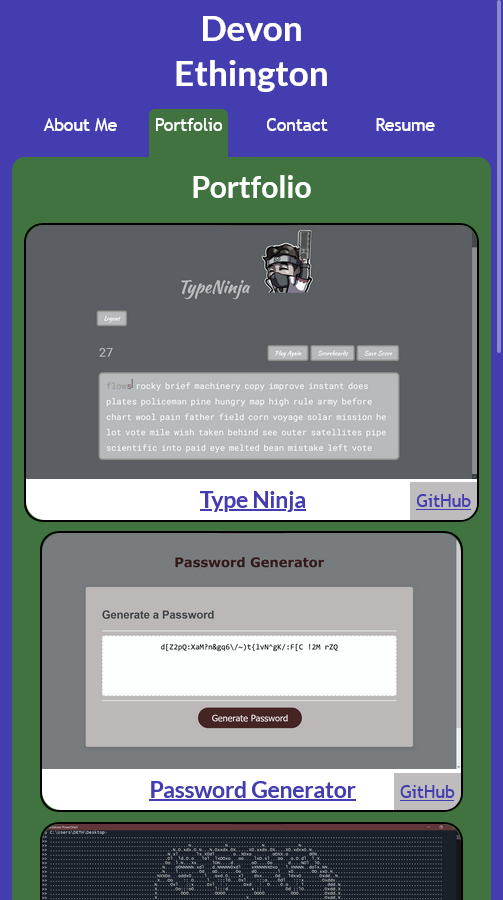 Devon
Ethington
About Me
Portfolio
Contact
Resume
Portfolio
TypeNinja
Logout
27
Play Again
Scoreboards
Save Score
flows rocky brief machinery copy improve instant does
plates policeman pine hungry map high rule army before
chart wool pain father field corn voyage solar mission he
lot vote mile wish taken behind see outer satellites pipe
scientific into paid eye melted bean mistake left vote
Type Ninja
GitHub
Password Generator
Generate a Password
d[Z2pQ:XaM?n&gq6\/~)t{lvN^gK/:F[C !2M rZQ
Generate Password
Password Generator
GitHub